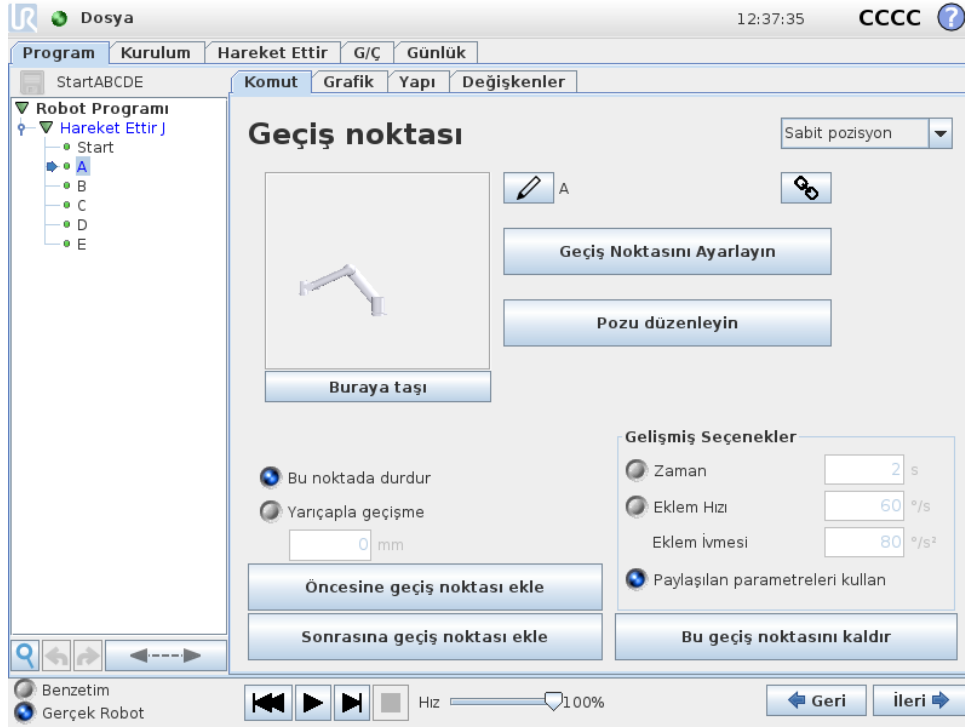 UR Dosya 12:37:35 CCCC ?
Program Kurulum Hareket Ettir G/Ç Günlük
StartABCDE
Komut Grafik Yapı Değişkenler
Robot Programı
Hareket Ettir J
Start
A
B
C
D
E
Geçiş noktası
Sabit pozisyon
A
Geçiş Noktasını Ayarlayın
Pozu düzenleyin
Buraya taşı
Bu noktada durdur
Yarıçapla geçişme
0 mm
Gelişmiş Seçenekler
Zaman 2 s
Eklem Hızı 60 °/s
Eklem İvmesi 80 °/s²
Paylaşılan parametreleri kullan
Öncesine geçiş noktası ekle
Sonrasına geçiş noktası ekle
Bu geçiş noktasını kaldır
Benzetim
Gerçek Robot
Hız 100%
Geri İleri